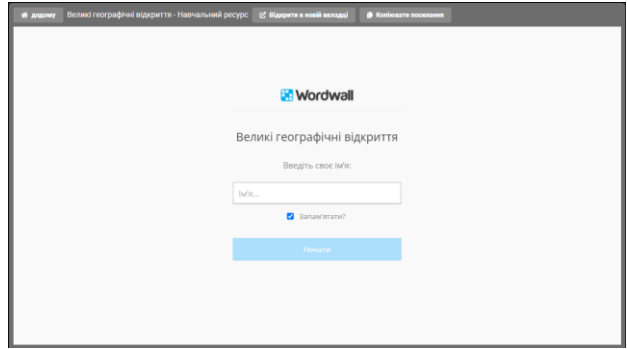 додому Великі географічні відкриття - Навчальний ресурс Відкрити в новій вкладці Копіювати посилання
Wordwall
Великі географічні відкриття
Введіть своє ім'я:
Ім'я...
Запам'ятати?
Почати